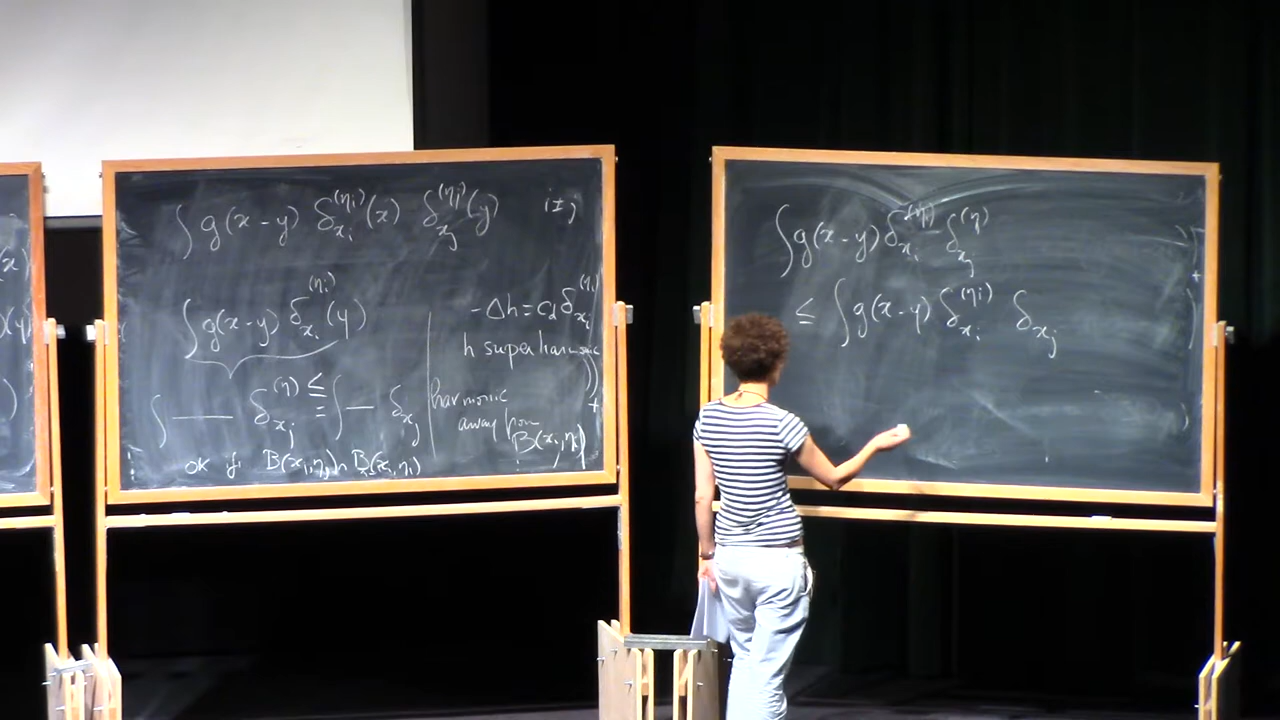 x)
)(y)
)
∫ g(x-y) δ_{x_i}^{(η_i)}(x) δ_{x_j}^{(η_j)}(y) i≠j
∫ g(x-y) δ_{x_i}^{(η_i)}(y)
∫ —— δ_{x_j}^{(η)} ≤ = ∫ — δ_{x_j}
ok if B(x_i, η_j) ∩ B(x_i, η_i)
-Δh = c_d δ_{x_i}^{(η_i)}
h superharmonic
harmonic
away from
B(x_i, η_i)
∫ g(x-y) δ_{x_i}^{(η_i)} δ_{x_j}^{(η)}
≤ ∫ g(x-y) δ_{x_i}^{(η_i)} δ_{x_j}